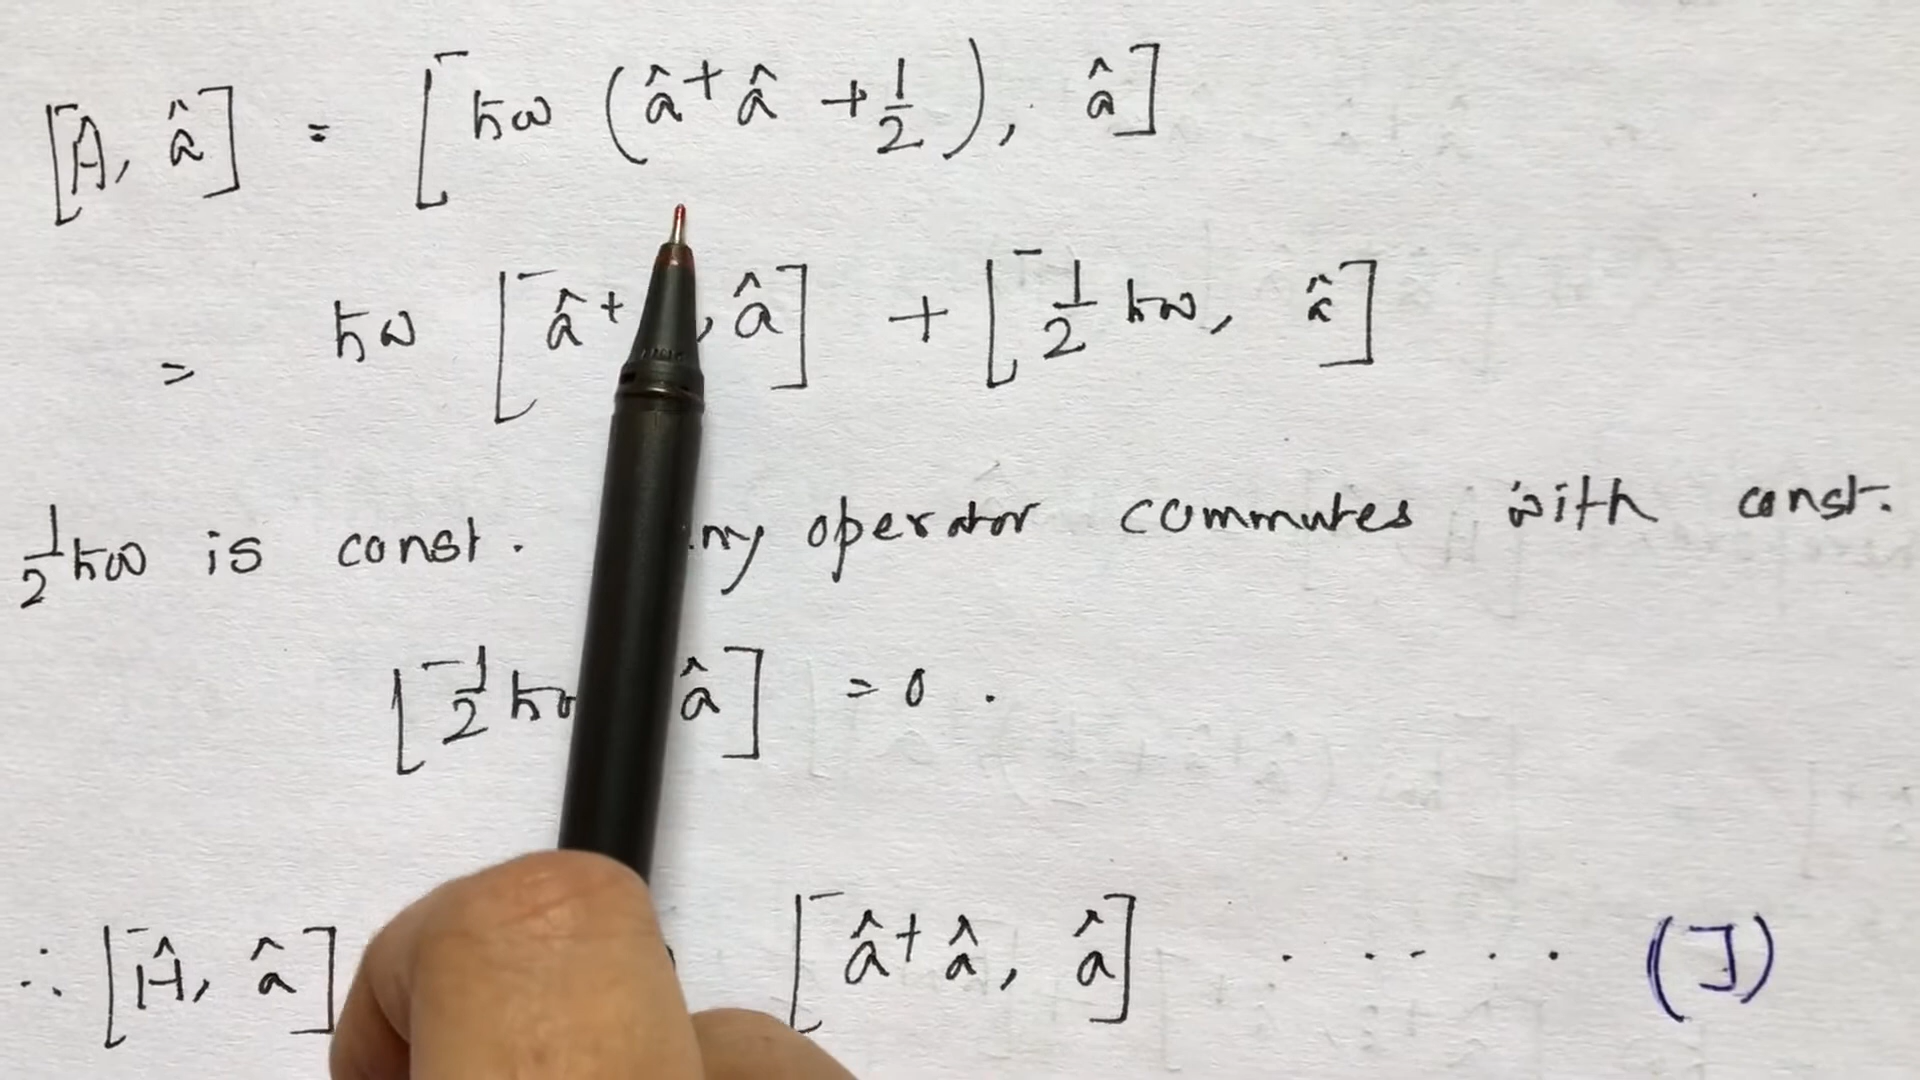 [Ĥ, â] = [ħω (â⁺ â + 1/2), â]
= ħω [â⁺ , â] + [1/2 ħω, â]
1/2 ħω is const. operator commutes with const.
[1/2 ħω â] = 0 .
∴ [Ĥ, â] [â⁺ â, â] . . . . . (I)